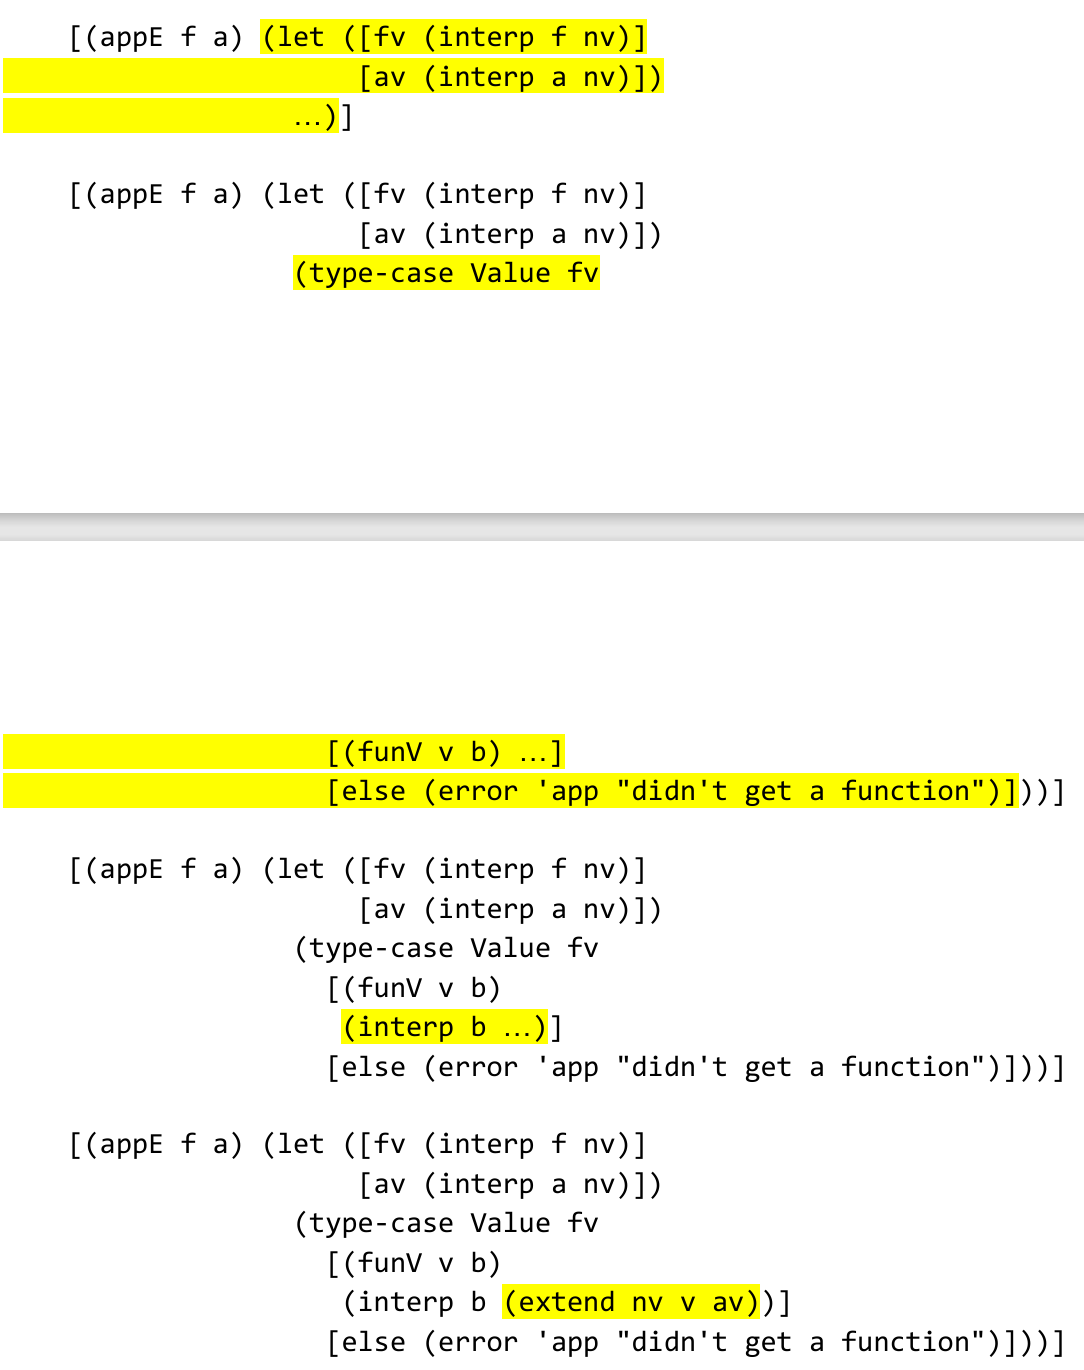 [(appE f a) (let ([fv (interp f nv)]
                  [av (interp a nv)])
              …)]
[(appE f a) (let ([fv (interp f nv)]
                  [av (interp a nv)])
              (type-case Value fv
                [(funV v b) …]
                [else (error 'app "didn't get a function")]))]
[(appE f a) (let ([fv (interp f nv)]
                  [av (interp a nv)])
              (type-case Value fv
                [(funV v b)
                 (interp b …)]
                [else (error 'app "didn't get a function")]))]
[(appE f a) (let ([fv (interp f nv)]
                  [av (interp a nv)])
              (type-case Value fv
                [(funV v b)
                 (interp b (extend nv v av))]
                [else (error 'app "didn't get a function")]))]